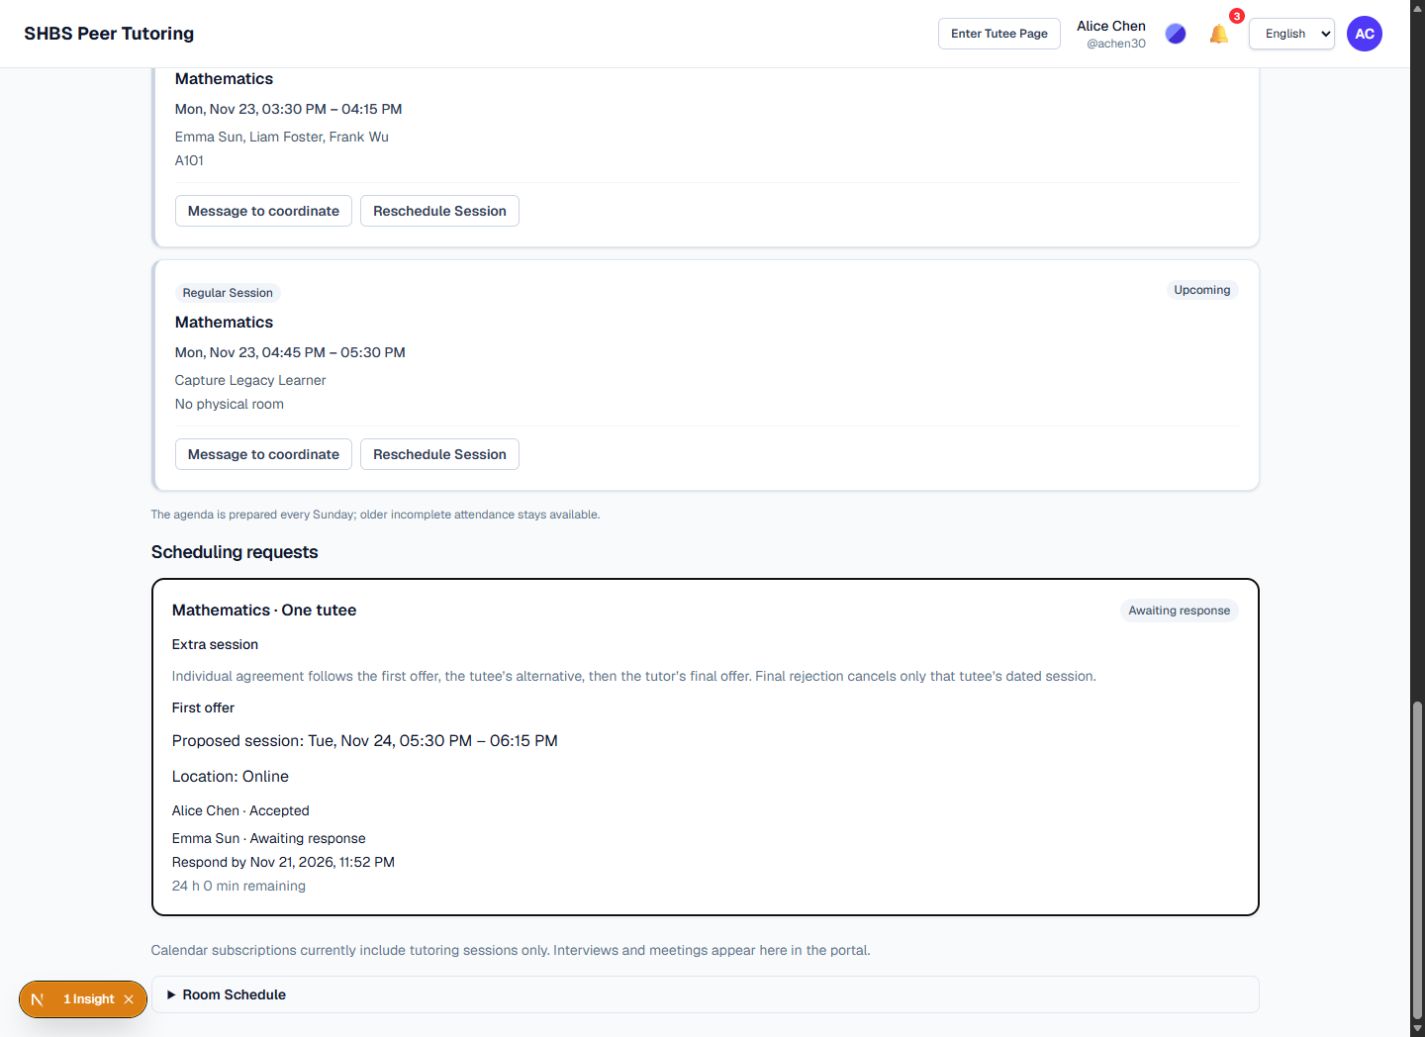 SHBS Peer Tutoring
Enter Tutee Page
Alice Chen
@achen30
3
English
AC
Mathematics
Mon, Nov 23, 03:30 PM – 04:15 PM
Emma Sun, Liam Foster, Frank Wu
A101
Message to coordinate
Reschedule Session
Regular Session
Upcoming
Mathematics
Mon, Nov 23, 04:45 PM – 05:30 PM
Capture Legacy Learner
No physical room
Message to coordinate
Reschedule Session
The agenda is prepared every Sunday; older incomplete attendance stays available.
Scheduling requests
Mathematics · One tutee
Awaiting response
Extra session
Individual agreement follows the first offer, the tutee's alternative, then the tutor's final offer. Final rejection cancels only that tutee's dated session.
First offer
Proposed session: Tue, Nov 24, 05:30 PM – 06:15 PM
Location: Online
Alice Chen · Accepted
Emma Sun · Awaiting response
Respond by Nov 21, 2026, 11:52 PM
24 h 0 min remaining
Calendar subscriptions currently include tutoring sessions only. Interviews and meetings appear here in the portal.
Room Schedule
N 1 Insight